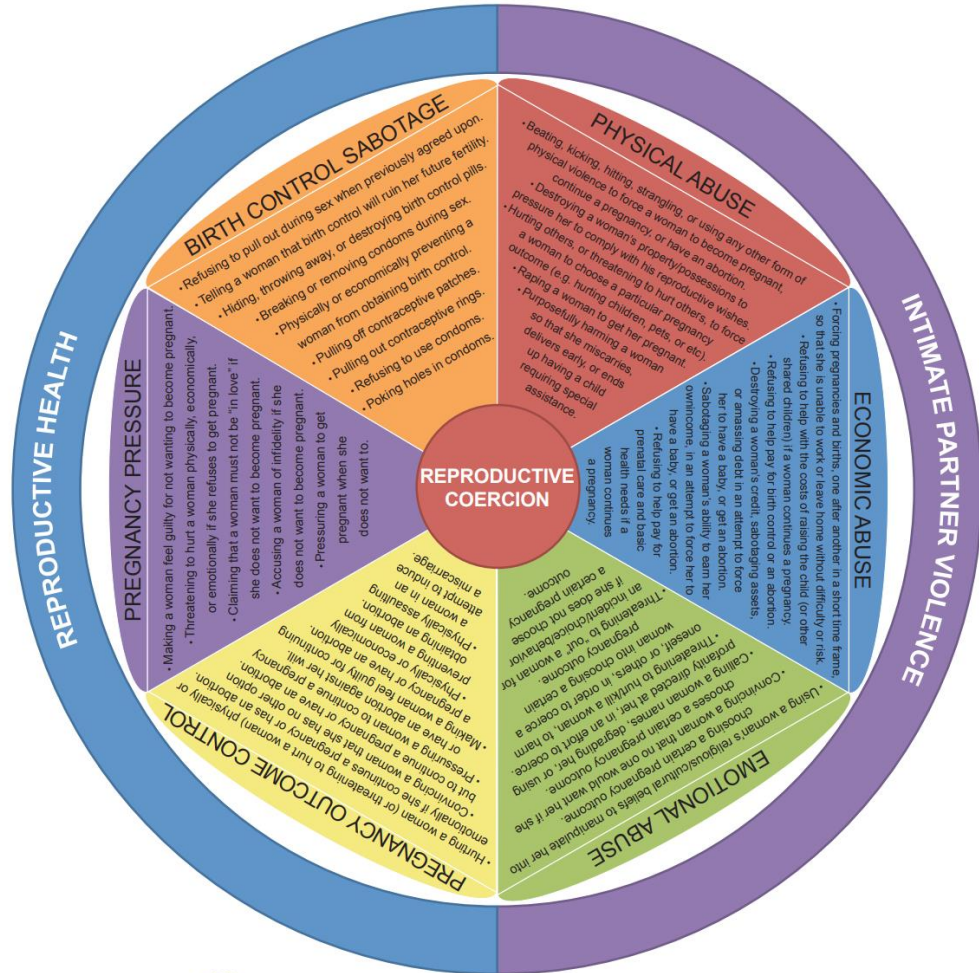 REPRODUCTIVE HEALTH
INTIMATE PARTNER VIOLENCE
REPRODUCTIVE
COERCION
BIRTH CONTROL SABOTAGE
• Refusing to pull out during sex when previously agreed upon.
• Telling a woman that birth control will ruin her future fertility.
• Hiding, throwing away, or destroying birth control pills.
• Breaking or removing condoms during sex.
• Physically or economically preventing a
woman from obtaining birth control.
• Pulling off contraceptive patches.
• Pulling out contraceptive rings.
• Refusing to use condoms.
• Poking holes in condoms.
PHYSICAL ABUSE
• Beating, kicking, hitting, strangling, or using any other form of
physical violence to force a woman to become pregnant,
continue a pregnancy, or have an abortion.
• Destroying a woman's property/possessions to
pressure her to comply with his reproductive wishes.
• Hurting others, or threatening to hurt others, to force
a woman to choose a particular pregnancy
outcome (e.g. hurting children, pets, or etc).
• Raping a woman to get her pregnant.
• Purposefully harming a woman
so that she miscarries,
delivers early, or ends
up having a child
requiring special
assistance.
ECONOMIC ABUSE
• Forcing pregnancies and births, one after another in a short time frame,
so that she is unable to work or leave home without difficulty or risk.
• Refusing to help with the costs of raising the child (or other
shared children) if a woman continues a pregnancy.
• Refusing to help pay for birth control or an abortion.
• Destroying a woman's credit, sabotaging assets,
or amassing debt in an attempt to force
her to have a baby, or get an abortion.
• Sabotaging a woman's ability to earn her
ownincome, in an attempt to force her to
have a baby, or get an abortion.
• Refusing to help pay for
prenatal care and basic
health needs if a
woman continues
a pregnancy.
EMOTIONAL ABUSE
• Using a woman's religious/cultural beliefs to manipulate her into
choosing a certain pregnancy outcome.
• Convincing a woman that no one would want her if she
chooses a certain pregnancy outcome.
• Calling a woman names, degrading her, or using
profanity directed at her, in an effort to coerce.
• Threatening to hurt/kill a woman, to harm
oneself, or others, in order to coerce a
woman into choosing a certain
pregnancy outcome.
• Threatening to "out" a woman for
an incident/choice/behavior
if she does not choose
a certain pregnancy
outcome.
PREGNANCY OUTCOME CONTROL
• Hurting a woman (or threatening to hurt a woman) physically or
emotionally if she continues a pregnancy or has an abortion.
• Convincing a woman that she has no other option
but to continue a pregnancy or have an abortion.
• Pressuring a woman to continue a pregnancy
or have an abortion against her will.
• Making a woman feel guilty for continuing
a pregnancy or have an abortion.
• Physically or economically
preventing a woman from
obtaining an abortion.
• Physically assaulting
a woman in an
attempt to induce
a miscarriage.
PREGNANCY PRESSURE
• Making a woman feel guilty for not wanting to become pregnant.
• Threatening to hurt a woman physically, economically,
or emotionally if she refuses to get pregnant.
• Claiming that a woman must not be "in love" if
she does not want to become pregnant.
• Accusing a woman of infidelity if she
does not want to become pregnant.
• Pressuring a woman to get
pregnant when she
does not want to.